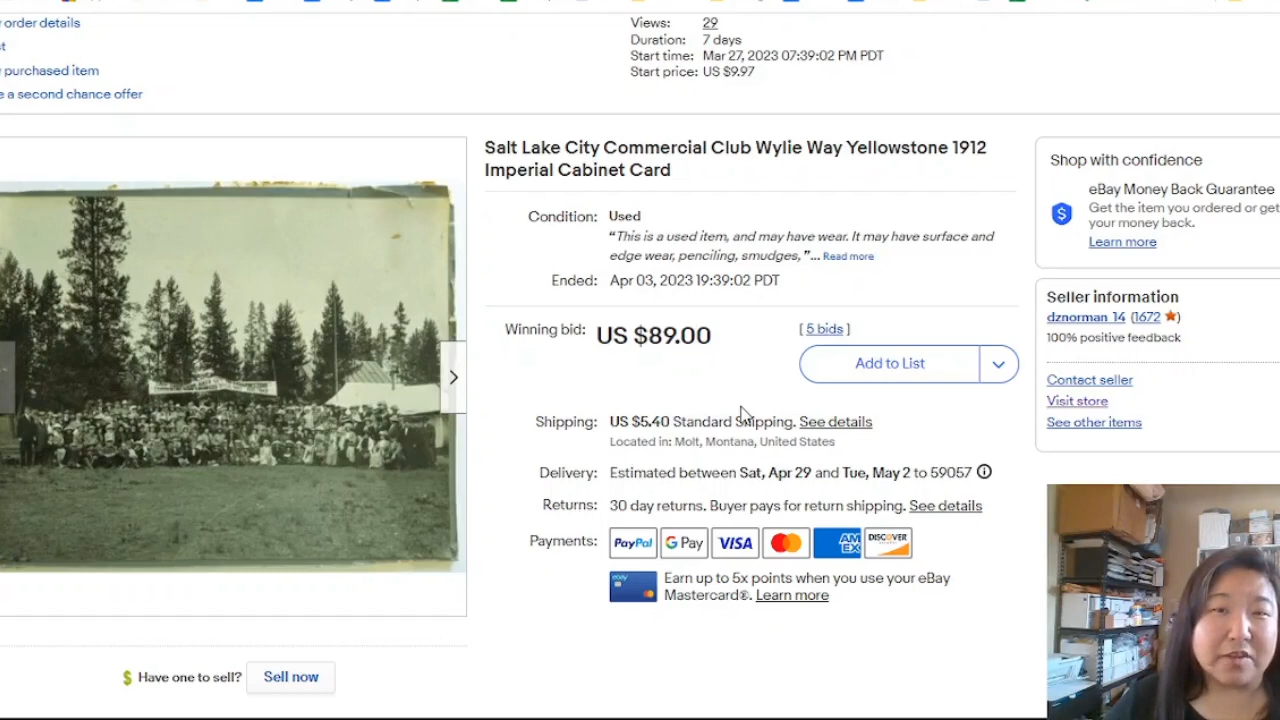 order details
Views: 29
Duration: 7 days
Start time: Mar 27, 2023 07:39:02 PM PDT
purchased item
Start price: US $9.97
a second chance offer
Salt Lake City Commercial Club Wylie Way Yellowstone 1912
Imperial Cabinet Card
Condition: Used
“This is a used item, and may have wear. It may have surface and
edge wear, penciling, smudges,”... Read more
Ended: Apr 03, 2023 19:39:02 PDT
Winning bid: US $89.00 [ 5 bids ]
Add to List
Shipping: US $5.40 Standard Shipping. See details
Located in: Molt, Montana, United States
Delivery: Estimated between Sat, Apr 29 and Tue, May 2 to 59057
Returns: 30 day returns. Buyer pays for return shipping. See details
Payments: PayPal G Pay VISA AM EX DISCOVER
ebay
Earn up to 5x points when you use your eBay
Mastercard®. Learn more
$ Have one to sell? Sell now
Shop with confidence
eBay Money Back Guarantee
Get the item you ordered or get
your money back.
Learn more
Seller information
dznorman_14 (1672)
100% positive feedback
Contact seller
Visit store
See other items